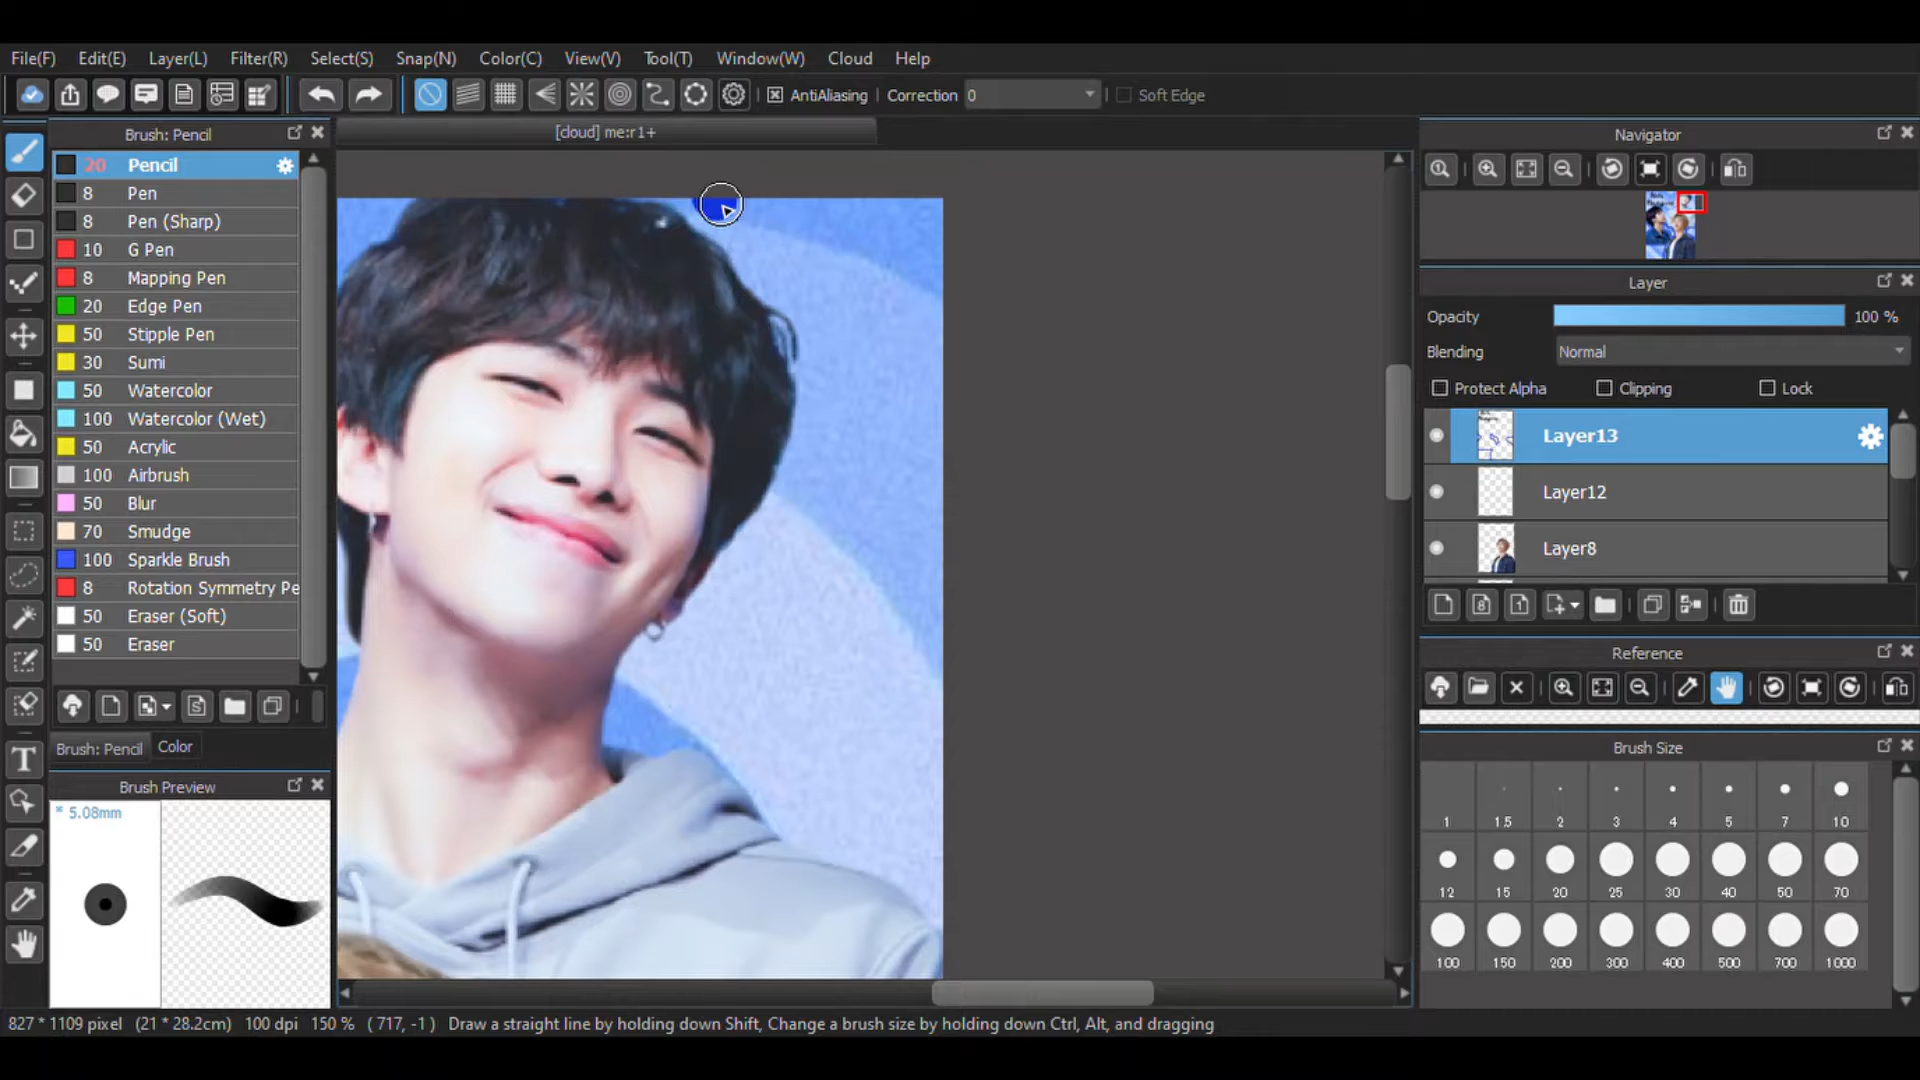 File(F) Edit(E) Layer(L) Filter(R) Select(S) Snap(N) Color(C) View(V) Tool(T) Window(W) Cloud Help
AntiAliasing Correction 0 Soft Edge
Brush: Pencil
[cloud] me:r1+
20 Pencil
8 Pen
8 Pen (Sharp)
10 G Pen
8 Mapping Pen
20 Edge Pen
50 Stipple Pen
30 Sumi
50 Watercolor
100 Watercolor (Wet)
50 Acrylic
100 Airbrush
50 Blur
70 Smudge
100 Sparkle Brush
8 Rotation Symmetry Pe
50 Eraser (Soft)
50 Eraser
Brush: Pencil Color
Brush Preview
* 5.08mm
Navigator
Layer
Opacity 100 %
Blending Normal
Protect Alpha Clipping Lock
Layer13
Layer12
Layer8
Reference
Brush Size
1 1.5 2 3 4 5 7 10
12 15 20 25 30 40 50 70
100 150 200 300 400 500 700 1000
827 * 1109 pixel (21 * 28.2cm) 100 dpi 150 % ( 717, -1 ) Draw a straight line by holding down Shift, Change a brush size by holding down Ctrl, Alt, and dragging